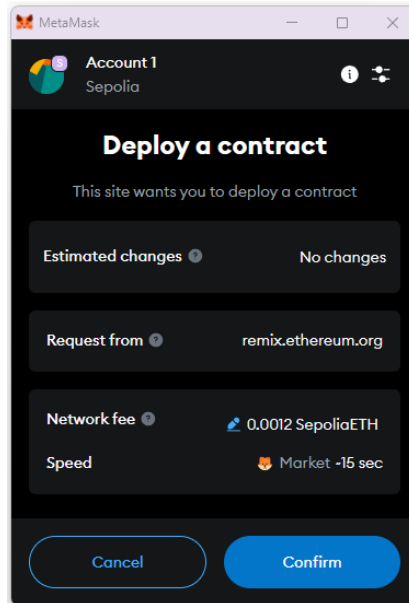 MetaMask
S
Account 1
Sepolia
Deploy a contract
This site wants you to deploy a contract
Estimated changes ? No changes
Request from ? remix.ethereum.org
Network fee ? 0.0012 SepoliaETH
Speed Market ~15 sec
Cancel Confirm